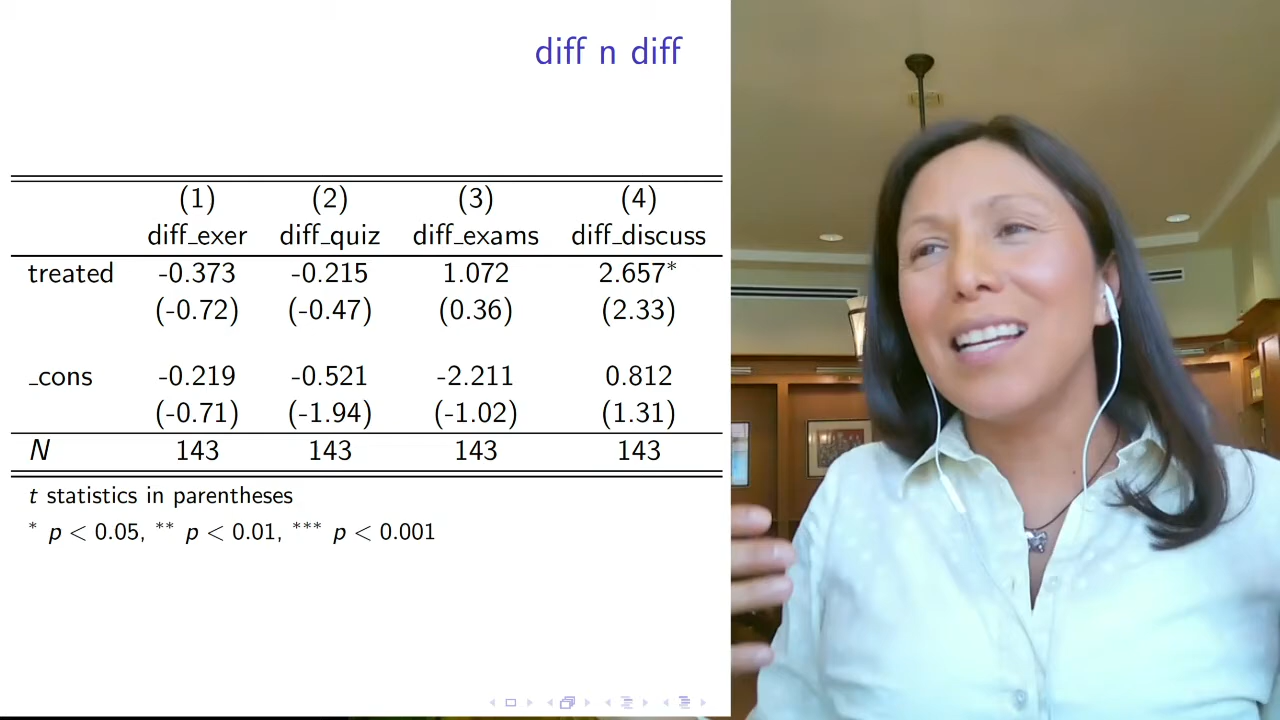 diff n diff
(1) (2) (3) (4)
diff_exer diff_quiz diff_exams diff_discuss
treated -0.373 -0.215 1.072 2.657*
(-0.72) (-0.47) (0.36) (2.33)
_cons -0.219 -0.521 -2.211 0.812
(-0.71) (-1.94) (-1.02) (1.31)
N 143 143 143 143
t statistics in parentheses
* p < 0.05, ** p < 0.01, *** p < 0.001